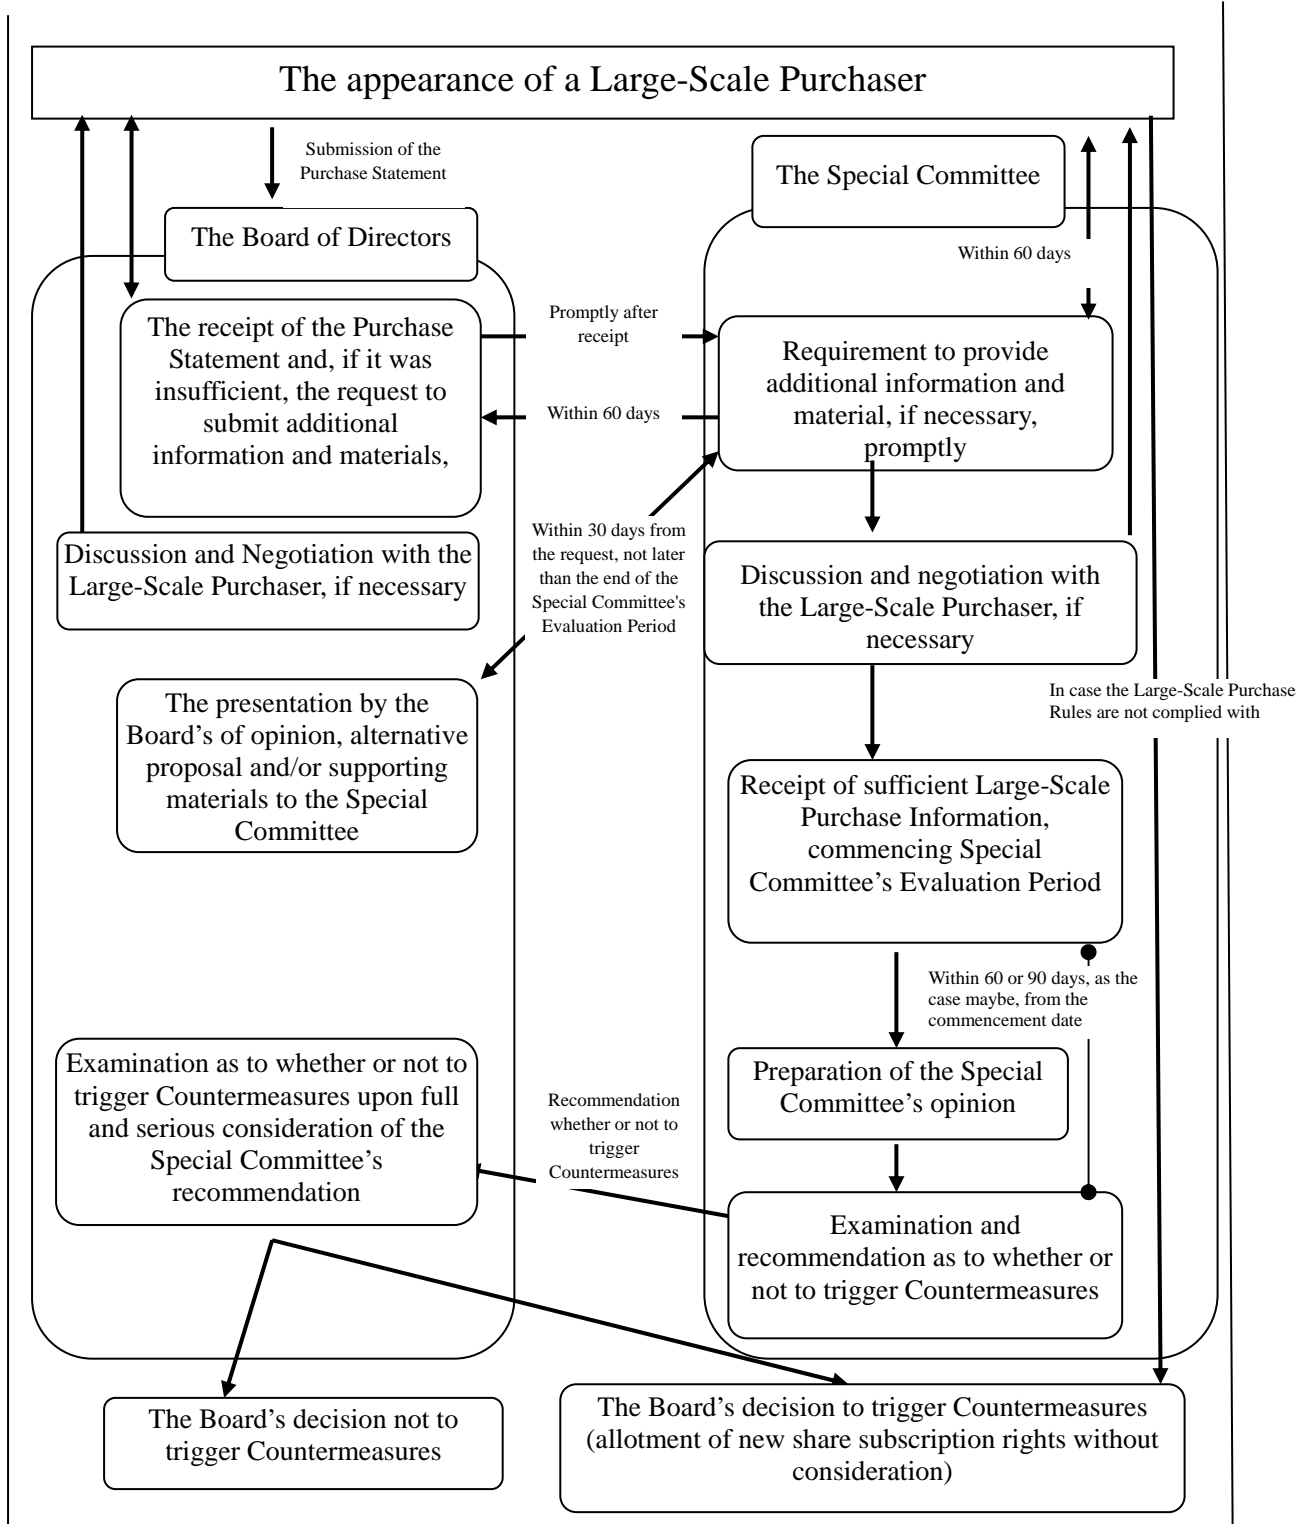 The appearance of a Large-Scale Purchaser
Submission of the
Purchase Statement
The Special Committee
The Board of Directors
Within 60 days
The receipt of the Purchase
Statement and, if it was
insufficient, the request to
submit additional
information and materials,
Promptly after
receipt
Within 60 days
Requirement to provide
additional information and
material, if necessary,
promptly
Discussion and Negotiation with the
Large-Scale Purchaser, if necessary
Within 30 days from
the request, not later
than the end of the
Special Committee's
Evaluation Period
Discussion and negotiation with
the Large-Scale Purchaser, if
necessary
The presentation by the
Board’s of opinion, alternative
proposal and/or supporting
materials to the Special
Committee
In case the Large-Scale Purchase
Rules are not complied with
Receipt of sufficient Large-Scale
Purchase Information,
commencing Special
Committee’s Evaluation Period
Within 60 or 90 days, as the
case maybe, from the
commencement date
Examination as to whether or not to
trigger Countermeasures upon full
and serious consideration of the
Special Committee’s
recommendation
Recommendation
whether or not to
trigger
Countermeasures
Preparation of the Special
Committee’s opinion
Examination and
recommendation as to whether or
not to trigger Countermeasures
The Board’s decision not to
trigger Countermeasures
The Board’s decision to trigger Countermeasures
(allotment of new share subscription rights without
consideration)